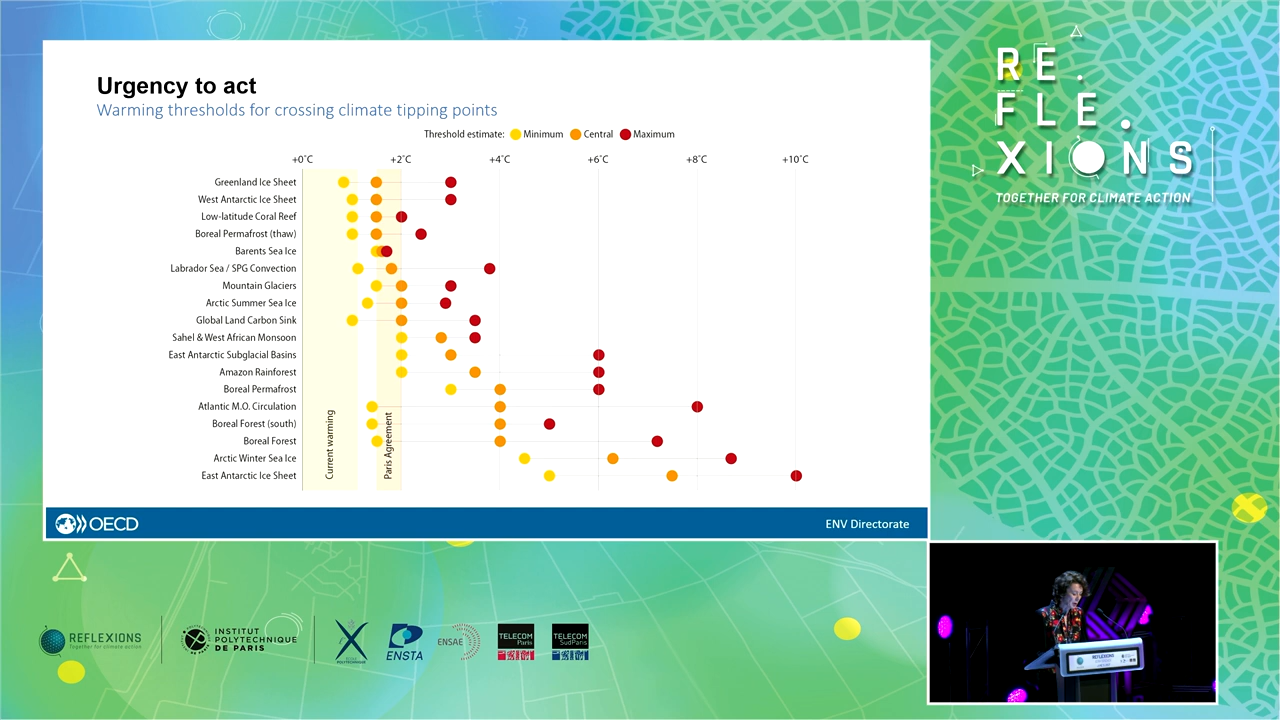 Urgency to act
Warming thresholds for crossing climate tipping points
Threshold estimate: Minimum Central Maximum
+0°C +2°C +4°C +6°C +8°C +10°C
Greenland Ice Sheet
West Antarctic Ice Sheet
Low-latitude Coral Reef
Boreal Permafrost (thaw)
Barents Sea Ice
Labrador Sea / SPG Convection
Mountain Glaciers
Arctic Summer Sea Ice
Global Land Carbon Sink
Sahel & West African Monsoon
East Antarctic Subglacial Basins
Amazon Rainforest
Boreal Permafrost
Atlantic M.O. Circulation
Boreal Forest (south)
Boreal Forest
Arctic Winter Sea Ice
East Antarctic Ice Sheet
Current warming
Paris Agreement
OECD
ENV Directorate
RE.
FLE.
XIONS
TOGETHER FOR CLIMATE ACTION
REFLEXIONS
Together for climate action
INSTITUT
POLYTECHNIQUE
DE PARIS
ÉCOLE
POLYTECHNIQUE
ENSTA
ENSAE
TELECOM
Paris
TELECOM
SudParis
REFLEXIONS